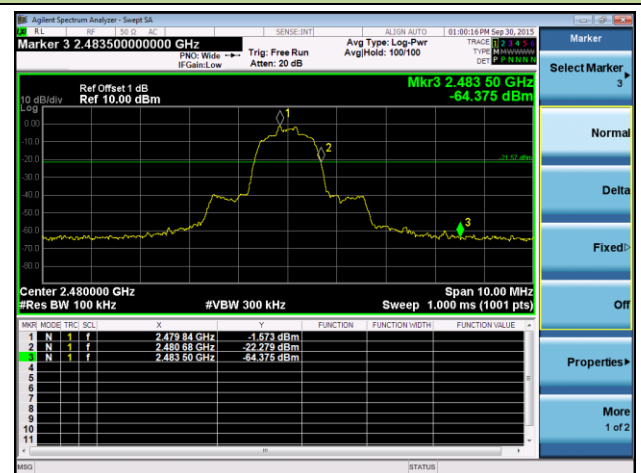 Agilent Spectrum Analyzer - Swept SA
RL RF 50 Ω AC SENSE:INT ALIGN AUTO 01:00:16 PM Sep 30, 2015
Marker 3 2.483500000000 GHz
PNO: Wide
IFGain:Low
Trig: Free Run
Atten: 20 dB
Avg Type: Log-Pwr
Avg|Hold: 100/100
TRACE 1 2 3 4 5 6
TYPE MWWWWW
DET P P N N N N
Marker
Select Marker
3
Normal
Delta
Fixed
Off
Properties
More
1 of 2
Mkr3 2.483 50 GHz
-64.375 dBm
Ref Offset 1 dB
Ref 10.00 dBm
10 dB/div
Log
0.00
-10.0
-20.0
-30.0
-40.0
-50.0
-60.0
-70.0
-80.0
1
2
3
-21.57 dBm
Center 2.480000 GHz Span 10.00 MHz
#Res BW 100 kHz #VBW 300 kHz Sweep 1.000 ms (1001 pts)
MKR MODE TRC SCL X Y FUNCTION FUNCTION WIDTH FUNCTION VALUE
1 N 1 f 2.479 84 GHz -1.573 dBm
2 N 1 f 2.480 68 GHz -22.279 dBm
3 N 1 f 2.483 50 GHz -64.375 dBm
4
5
6
7
8
9
10
11
MSG STATUS